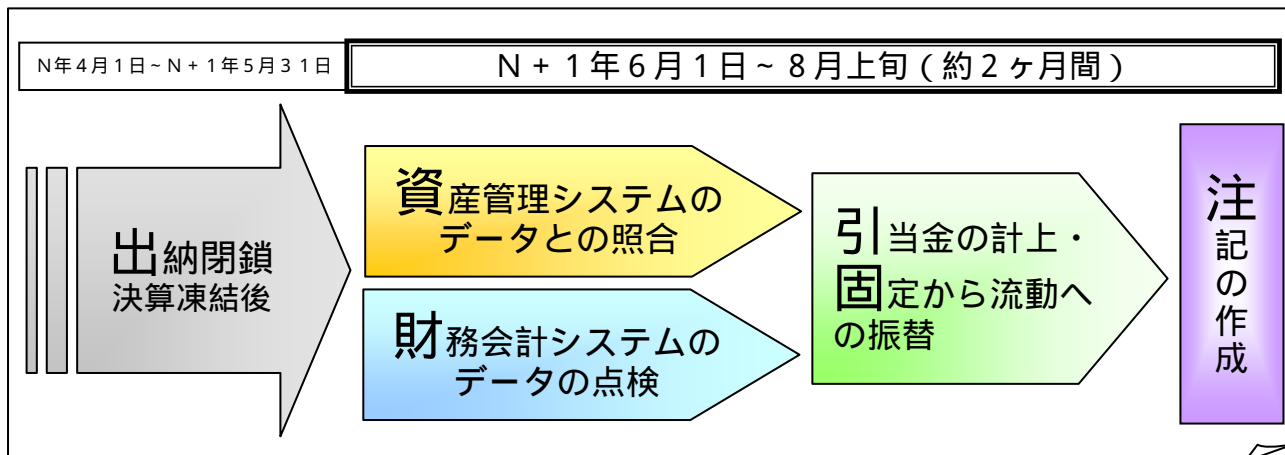 N年4月1日~N+1年5月31日
N+1年6月1日~8月上旬(約2ヶ月間)
出納閉鎖
決算凍結後
資産管理システムの
データとの照合
財務会計システムの
データの点検
引当金の計上・
固定から流動へ
の振替
注記の作成